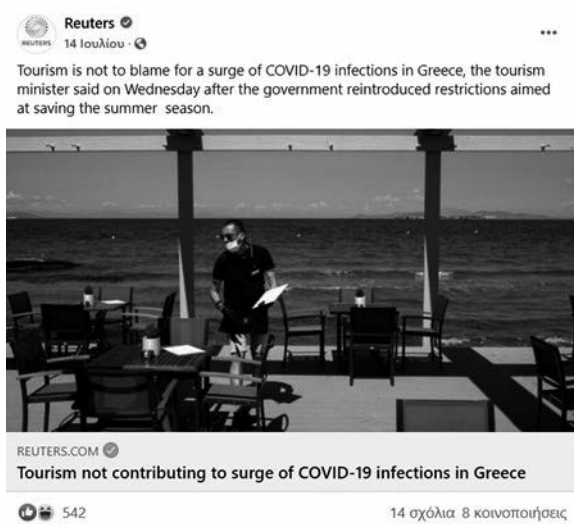 Reuters
REUTERS
14 Ιουλίου ·
Tourism is not to blame for a surge of COVID-19 infections in Greece, the tourism
minister said on Wednesday after the government reintroduced restrictions aimed
at saving the summer season.
REUTERS.COM
Tourism not contributing to surge of COVID-19 infections in Greece
542
14 σχόλια 8 κοινοποιήσεις